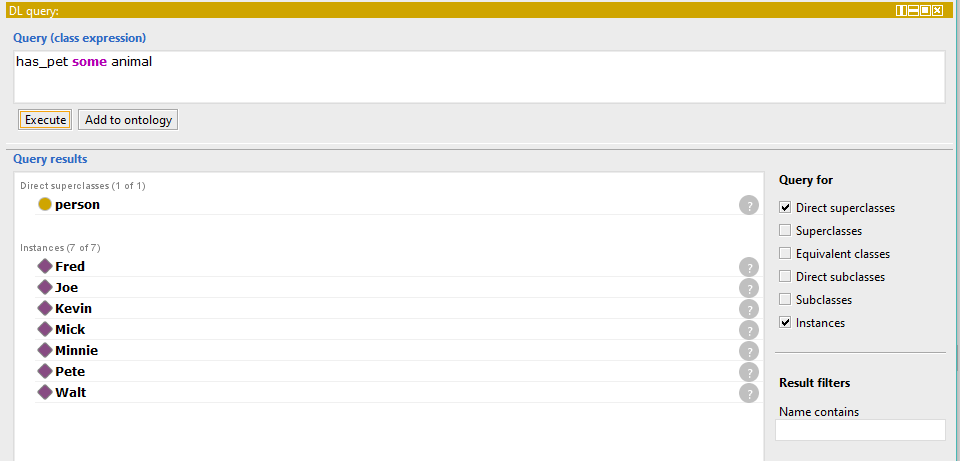 DL query:
Query (class expression)
has_pet some animal
Execute Add to ontology
Query results
Direct superclasses (1 of 1)
person ?
Instances (7 of 7)
Fred ?
Joe ?
Kevin ?
Mick ?
Minnie ?
Pete ?
Walt ?
Query for
Direct superclasses
Superclasses
Equivalent classes
Direct subclasses
Subclasses
Instances
Result filters
Name contains